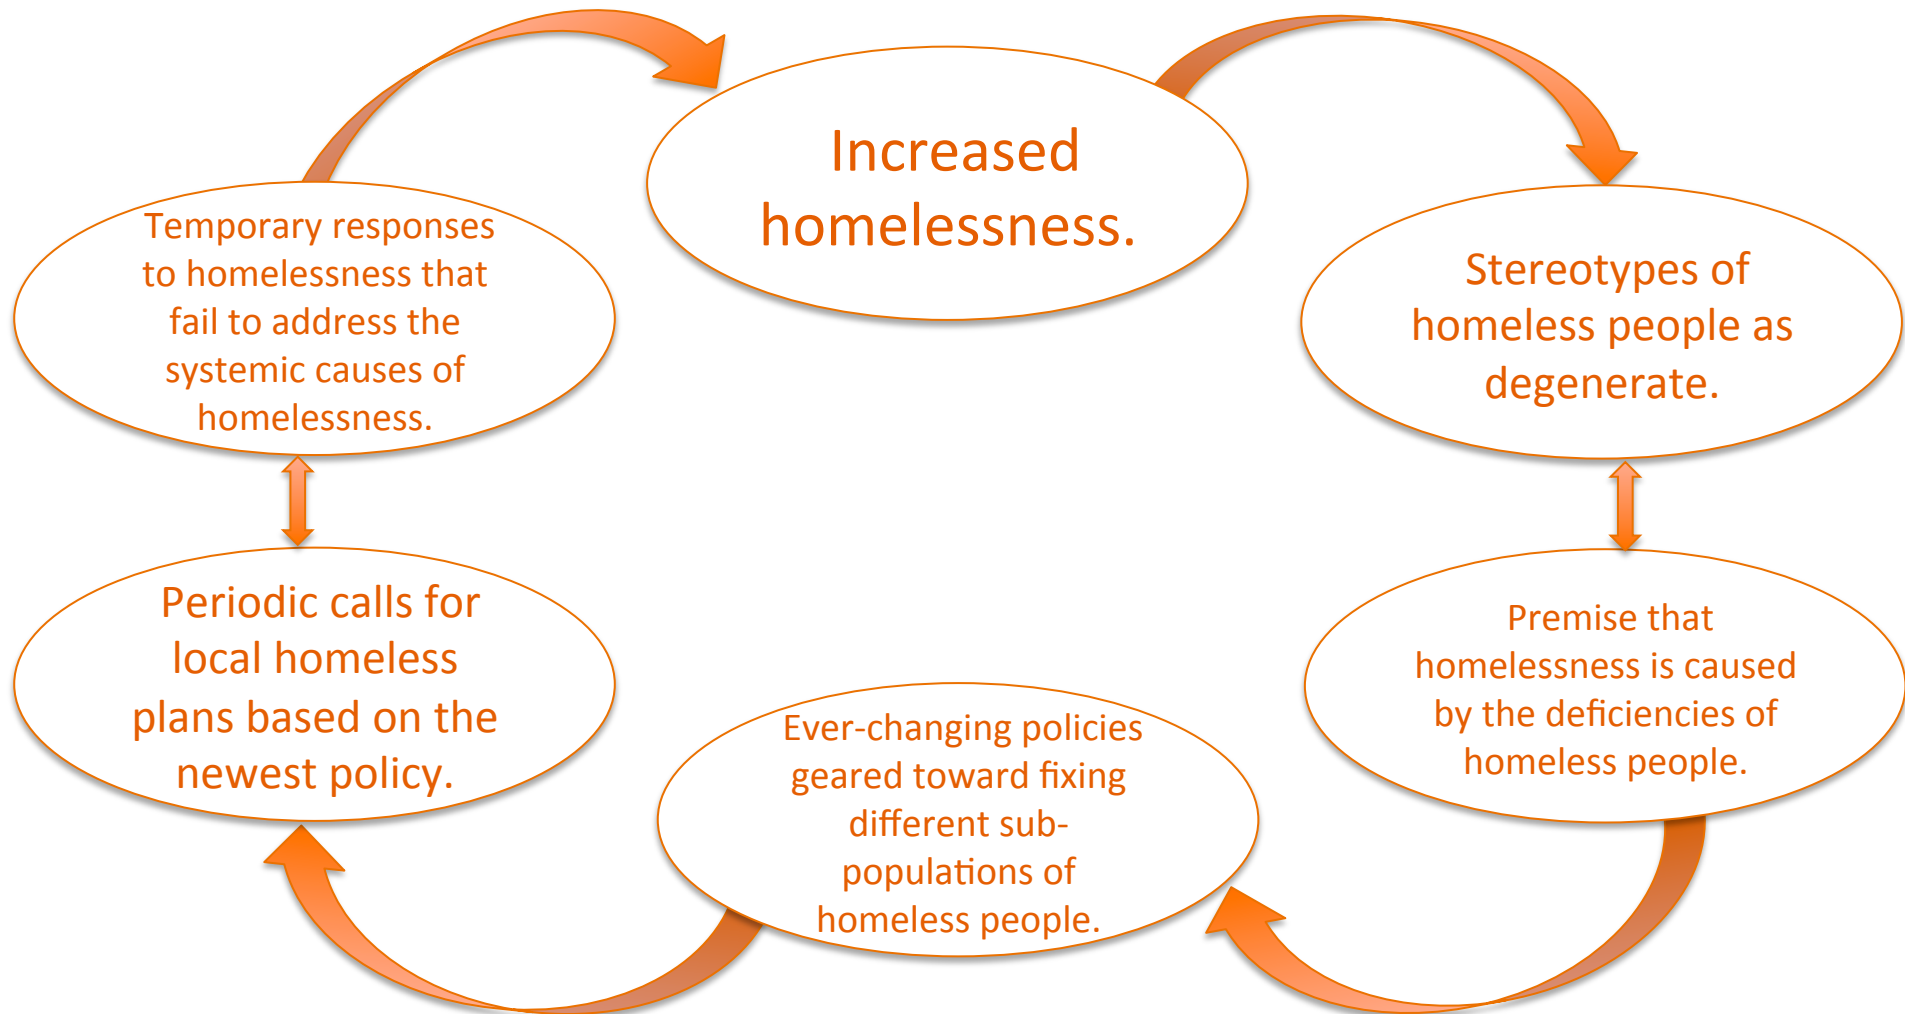 Increased
homelessness.
Stereotypes of
homeless people as
degenerate.
Premise that
homelessness is caused
by the deficiencies of
homeless people.
Ever-changing policies
geared toward fixing
different sub-
populations of
homeless people.
Periodic calls for
local homeless
plans based on the
newest policy.
Temporary responses
to homelessness that
fail to address the
systemic causes of
homelessness.